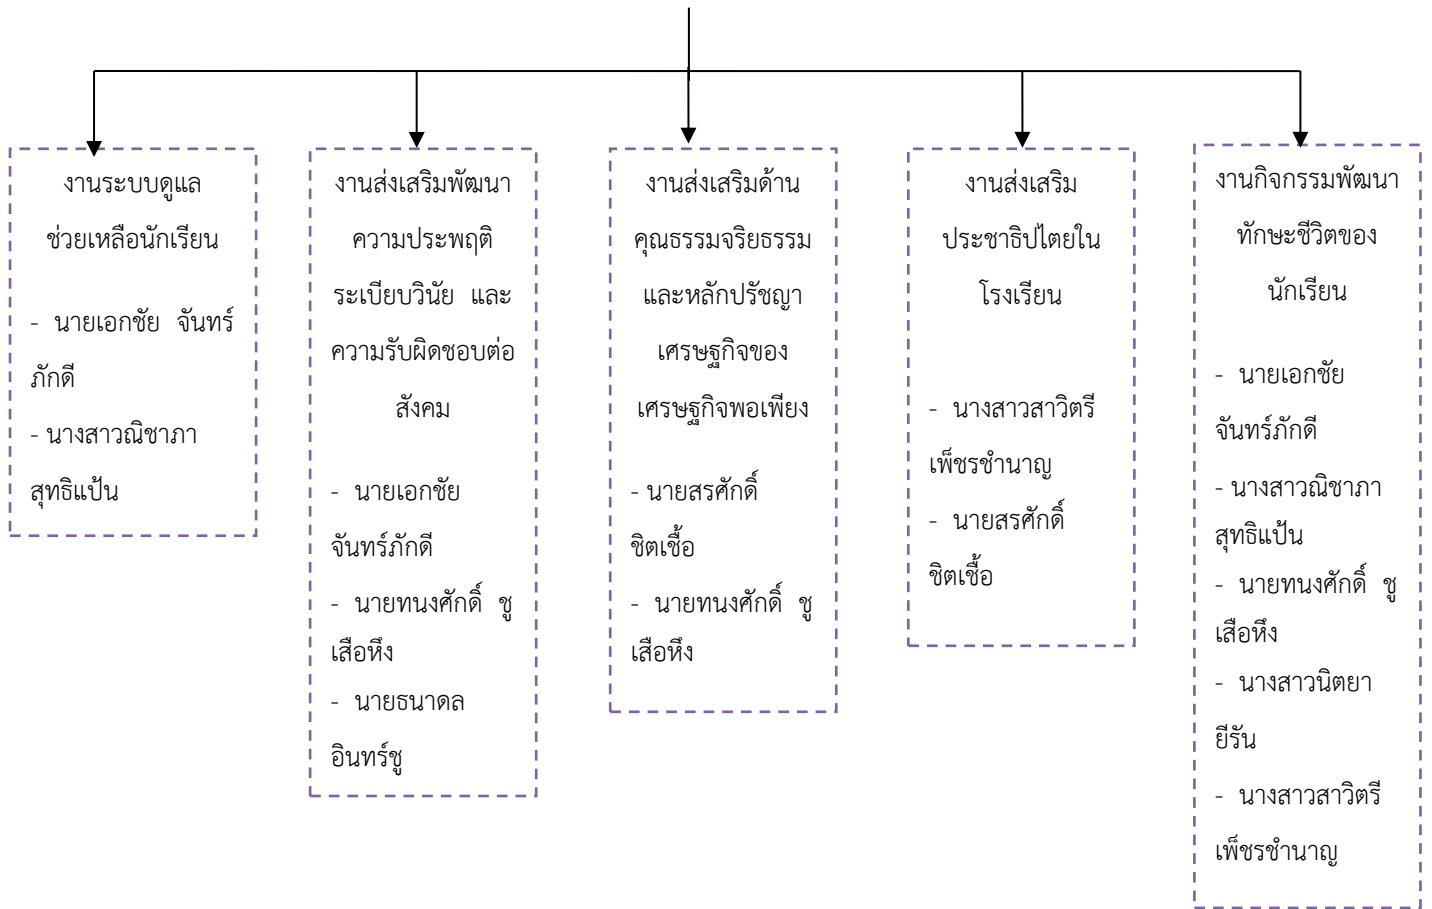 งานระบบดูแล
ช่วยเหลือนักเรียน
- นายเอกชัย จันทร์
ภักดี
- นางสาวณิชาภา
สุทธิแป้น
งานส่งเสริมพัฒนา
ความประพฤติ
ระเบียบวินัย และ
ความรับผิดชอบต่อ
สังคม
- นายเอกชัย
จันทร์ภักดี
- นายทนงศักดิ์ ชู
เสือหึง
- นายธนาดล
อินทร์ชู
งานส่งเสริมด้าน
คุณธรรมจริยธรรม
และหลักปรัชญา
เศรษฐกิจของ
เศรษฐกิจพอเพียง
- นายสรศักดิ์
ชิตเชื้อ
- นายทนงศักดิ์ ชู
เสือหึง
งานส่งเสริม
ประชาธิปไตยใน
โรงเรียน
- นางสาวสาวิตรี
เพ็ชรชำนาญ
- นายสรศักดิ์
ชิตเชื้อ
งานกิจกรรมพัฒนา
ทักษะชีวิตของ
นักเรียน
- นายเอกชัย
จันทร์ภักดี
- นางสาวณิชาภา
สุทธิแป้น
- นายทนงศักดิ์ ชู
เสือหึง
- นางสาวนิตยา
ยีรัน
- นางสาวสาวิตรี
เพ็ชรชำนาญ